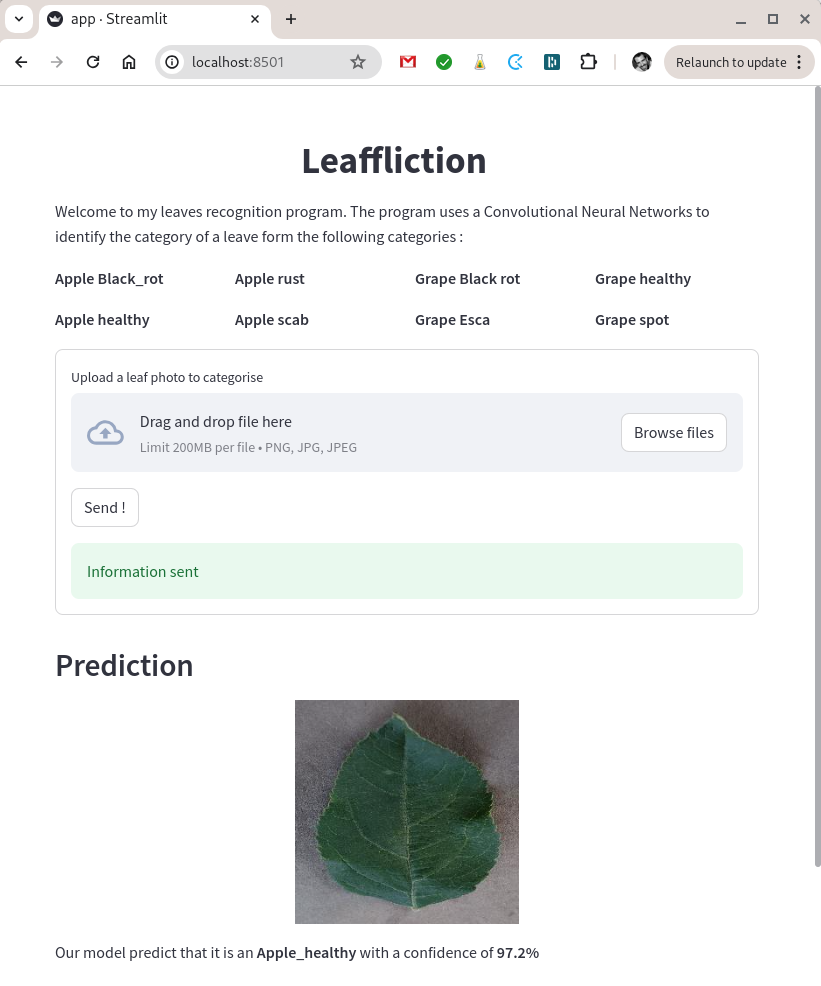 app · Streamlit
localhost:8501
Relaunch to update
Leaffliction
Welcome to my leaves recognition program. The program uses a Convolutional Neural Networks to
identify the category of a leave form the following categories :
Apple Black_rot Apple rust Grape Black rot Grape healthy
Apple healthy Apple scab Grape Esca Grape spot
Upload a leaf photo to categorise
Drag and drop file here
Limit 200MB per file • PNG, JPG, JPEG
Browse files
Send !
Information sent
Prediction
Our model predict that it is an Apple_healthy with a confidence of 97.2%